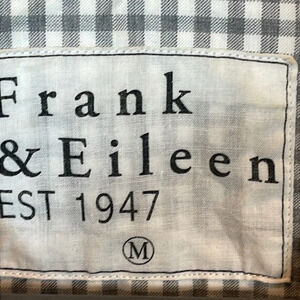 Frank
& Eileen
EST 1947
M